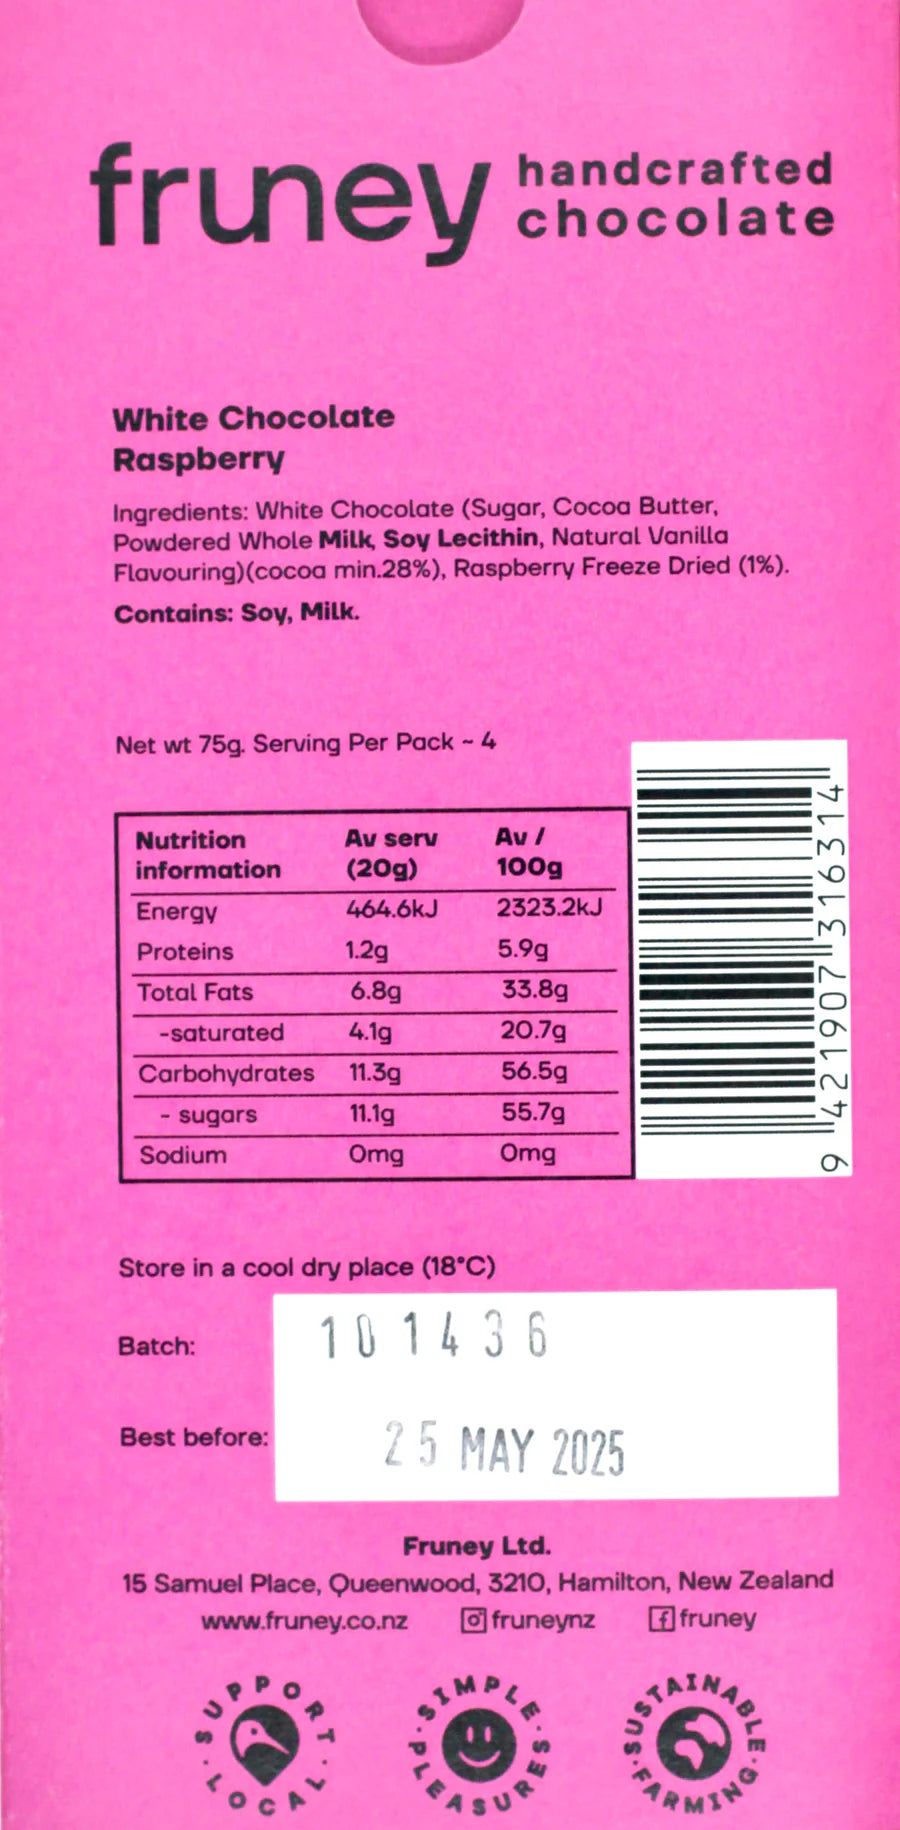 fruney handcrafted
chocolate
White Chocolate
Raspberry
Ingredients: White Chocolate (Sugar, Cocoa Butter,
Powdered Whole Milk, Soy Lecithin, Natural Vanilla
Flavouring)(cocoa min.28%), Raspberry Freeze Dried (1%).
Contains: Soy, Milk.
Net wt 75g. Serving Per Pack ~ 4
Nutrition information Av serv (20g) Av / 100g
Energy 464.6kJ 2323.2kJ
Proteins 1.2g 5.9g
Total Fats 6.8g 33.8g
-saturated 4.1g 20.7g
Carbohydrates 11.3g 56.5g
- sugars 11.1g 55.7g
Sodium 0mg 0mg
9 421907 316314
Store in a cool dry place (18°C)
Batch: 101436
Best before: 25 MAY 2025
Fruney Ltd.
15 Samuel Place, Queenwood, 3210, Hamilton, New Zealand
www.fruney.co.nz fruneynz fruney
SUPPORT · LOCAL ·
SIMPLE · PLEASURES ·
SUSTAINABLE · FARMING ·